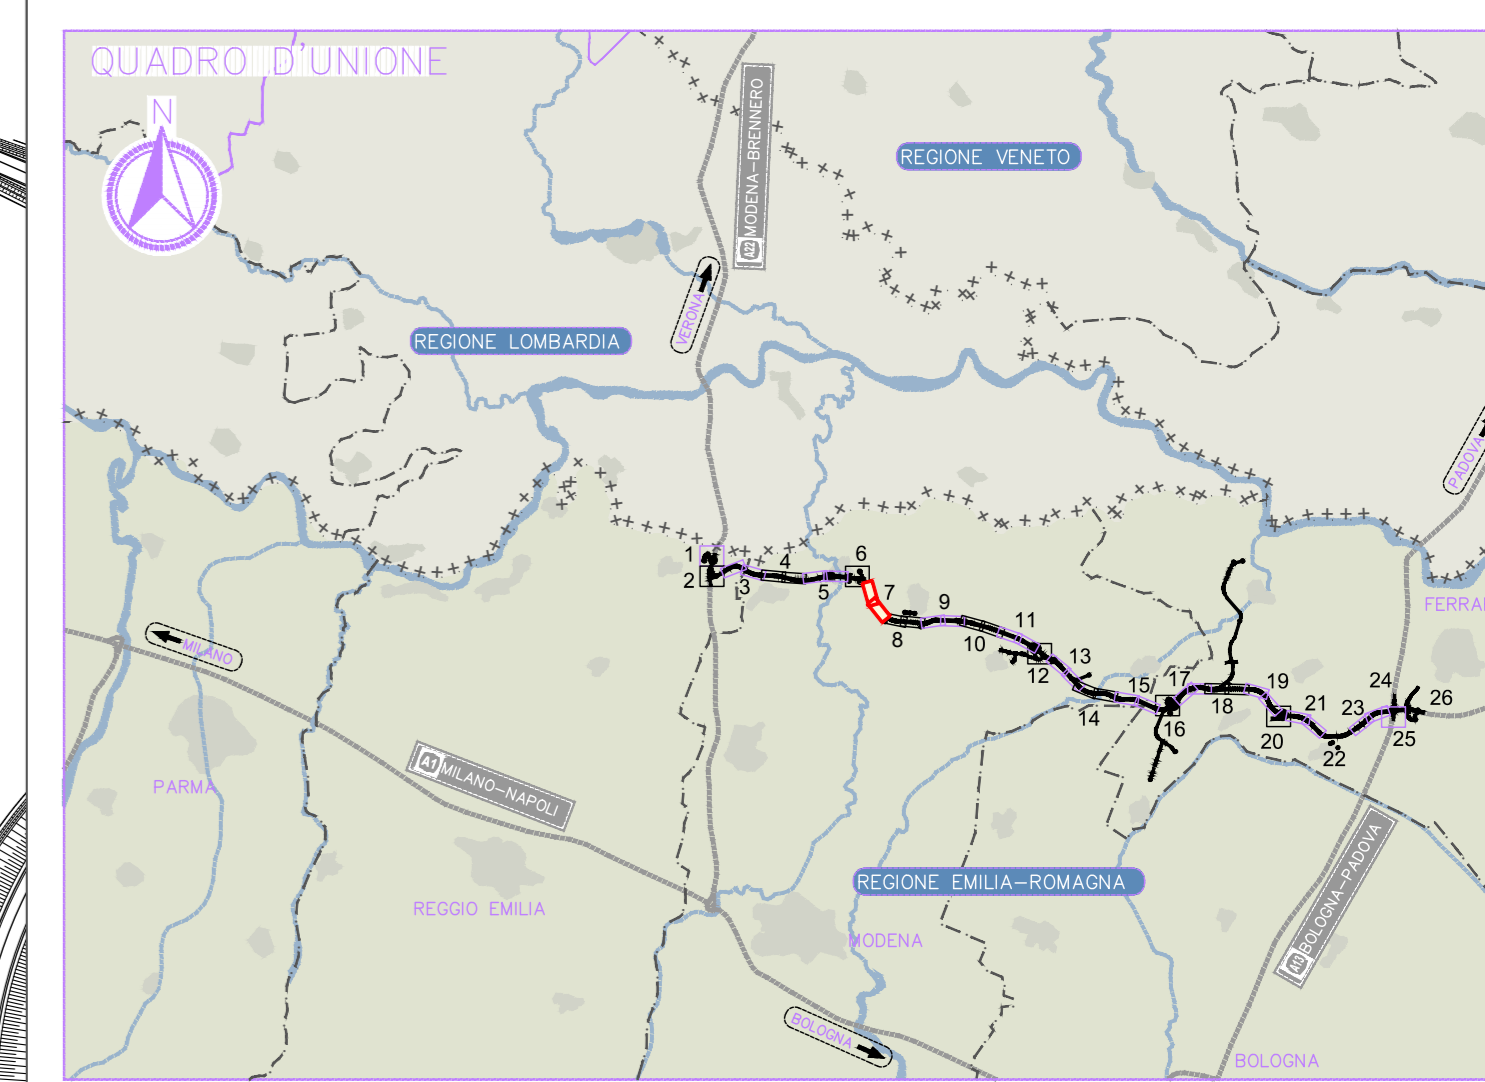 QUADRO D'UNIONE
N
A22 MODENA-BRENNERO
REGIONE VENETO
VERONA
REGIONE LOMBARDIA
PADOVA
1
2
3
4
5
6
7
8
9
10
11
12
13
14
15
16
17
18
19
20
21
22
23
24
25
26
FERRA
MILANO
PARMA
A1 MILANO-NAPOLI
REGIONE EMILIA-ROMAGNA
A13 BOLOGNA-PADOVA
REGGIO EMILIA
MODENA
BOLOGNA
BOLOGNA